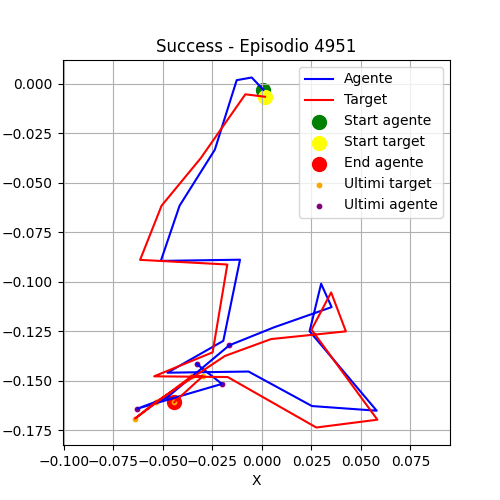 Success - Episodio 4951
Agente
Target
Start agente
Start target
End agente
Ultimi target
Ultimi agente
0.000
−0.025
−0.050
−0.075
−0.100
−0.125
−0.150
−0.175
−0.100 −0.075 −0.050 −0.025 0.000 0.025 0.050 0.075
X